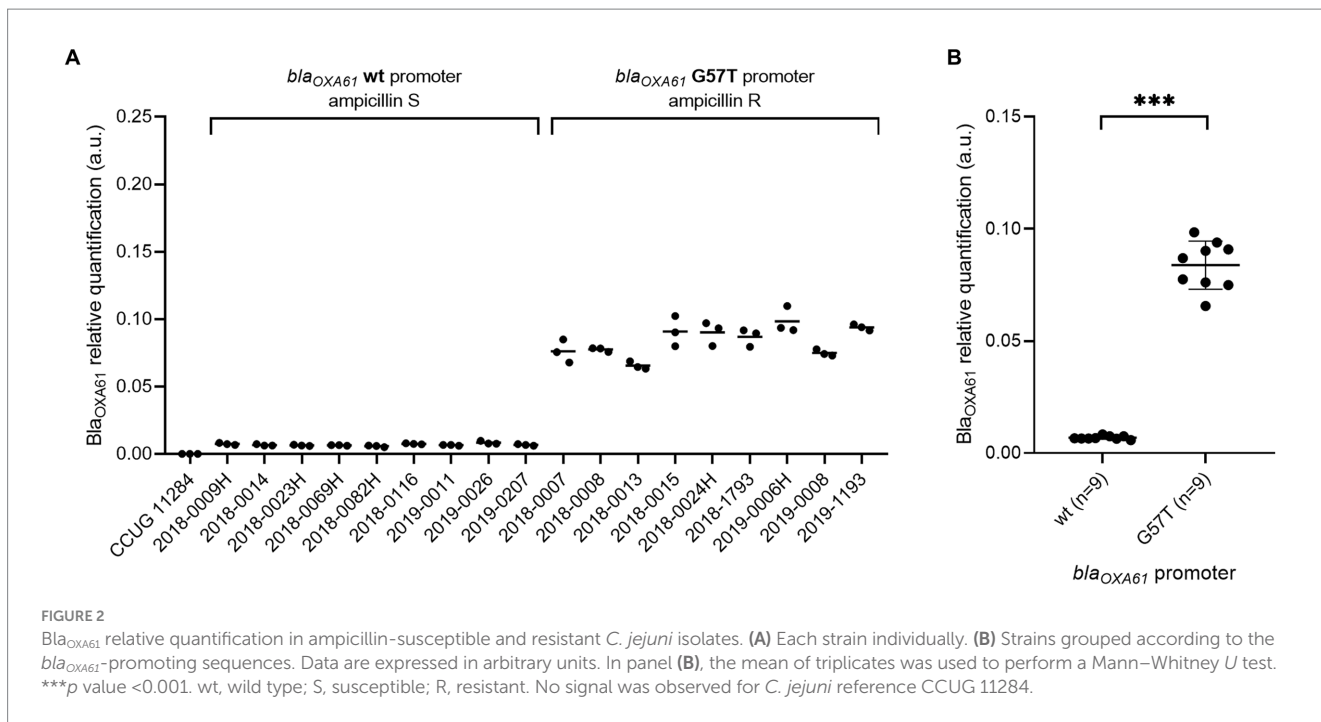 A
bla_OXA61 wt promoter
ampicillin S
bla_OXA61 G57T promoter
ampicillin R
Bla_OXA61 relative quantification (a.u.)
0.25
0.20
0.15
0.10
0.05
0.00
CCUG 11284
2018-0009H
2018-0014
2018-0023H
2018-0069H
2018-0082H
2018-0116
2019-0011
2019-0026
2019-0207
2018-0007
2018-0008
2018-0013
2018-0015
2018-0024H
2018-1793
2019-0006H
2019-0008
2019-1193
B
***
Bla_OXA61 relative quantification (a.u.)
0.15
0.10
0.05
0.00
wt (n=9)
G57T (n=9)
bla_OXA61 promoter
FIGURE 2
Bla_OXA61 relative quantification in ampicillin-susceptible and resistant C. jejuni isolates. (A) Each strain individually. (B) Strains grouped according to the
bla_OXA61-promoting sequences. Data are expressed in arbitrary units. In panel (B), the mean of triplicates was used to perform a Mann–Whitney U test.
***p value <0.001. wt, wild type; S, susceptible; R, resistant. No signal was observed for C. jejuni reference CCUG 11284.